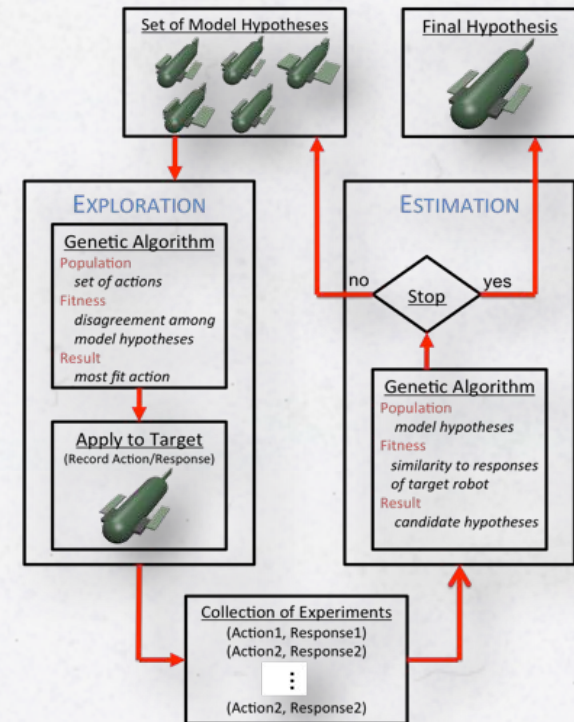 Set of Model Hypotheses
Final Hypothesis
EXPLORATION
Genetic Algorithm
Population
set of actions
Fitness
disagreement among
model hypotheses
Result
most fit action
Apply to Target
(Record Action/Response)
ESTIMATION
no
yes
Stop
Genetic Algorithm
Population
model hypotheses
Fitness
similarity to responses
of target robot
Result
candidate hypotheses
Collection of Experiments
(Action1, Response1)
(Action2, Response2)
⋮
(Action2, Response2)